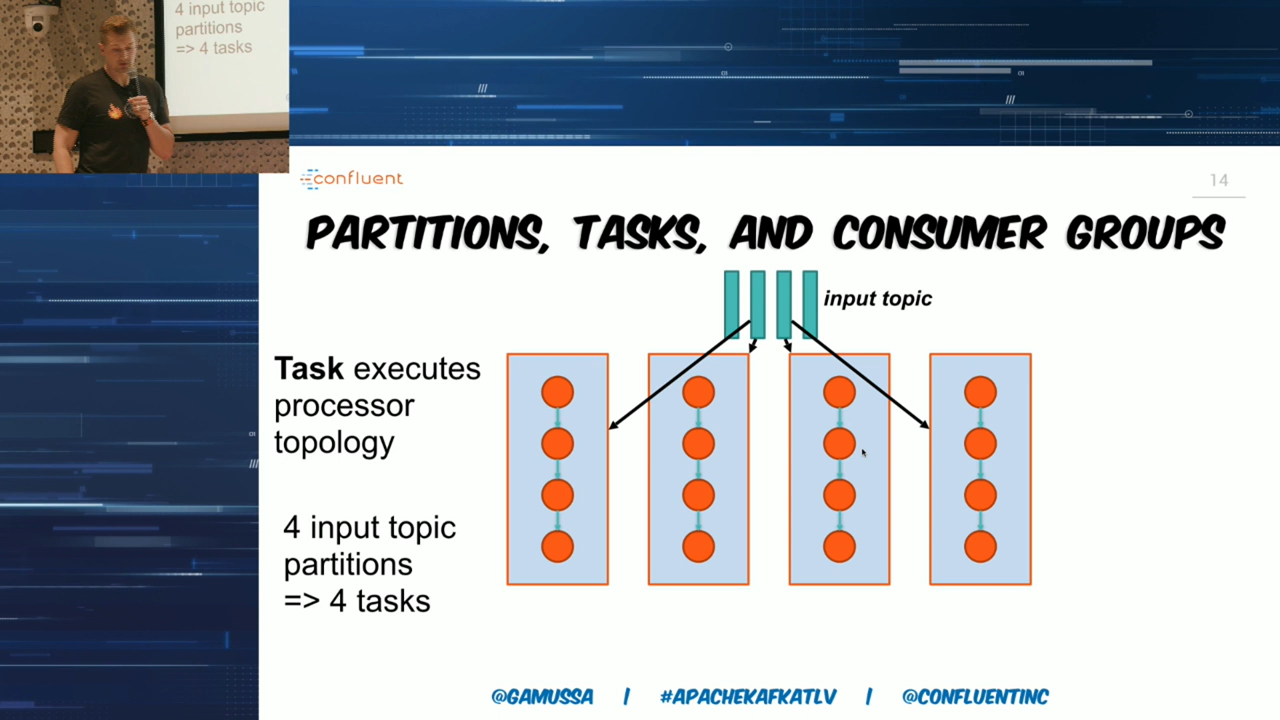 4 input topic
partitions
=> 4 tasks
confluent
14
PARTITIONS, TASKS, AND CONSUMER GROUPS
input topic
Task executes
processor
topology
4 input topic
partitions
=> 4 tasks
@GAMUSSA | #APACHEKAFKATLV | @CONFLUENTINC